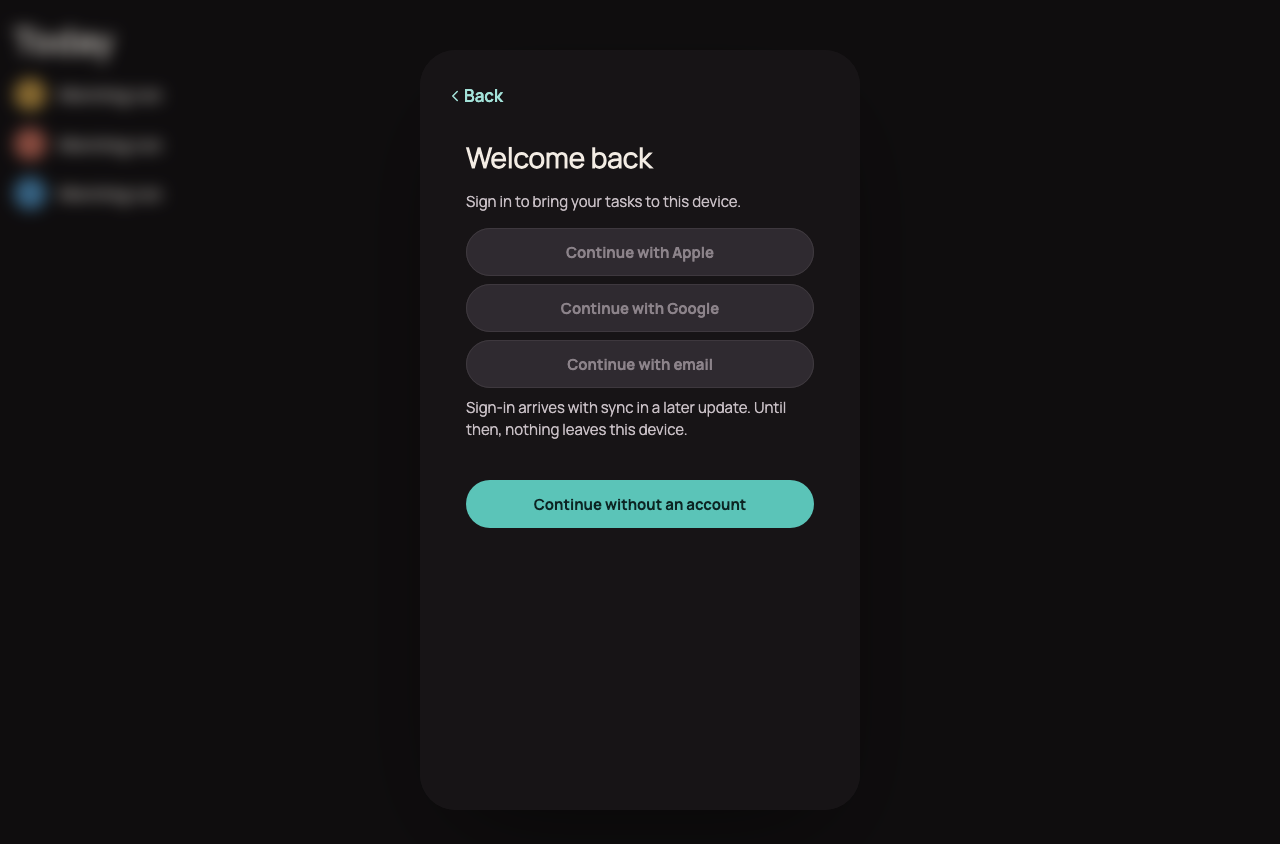 Today
Back
Welcome back
Sign in to bring your tasks to this device.
Continue with Apple
Continue with Google
Continue with email
Sign-in arrives with sync in a later update. Until
then, nothing leaves this device.
Continue without an account